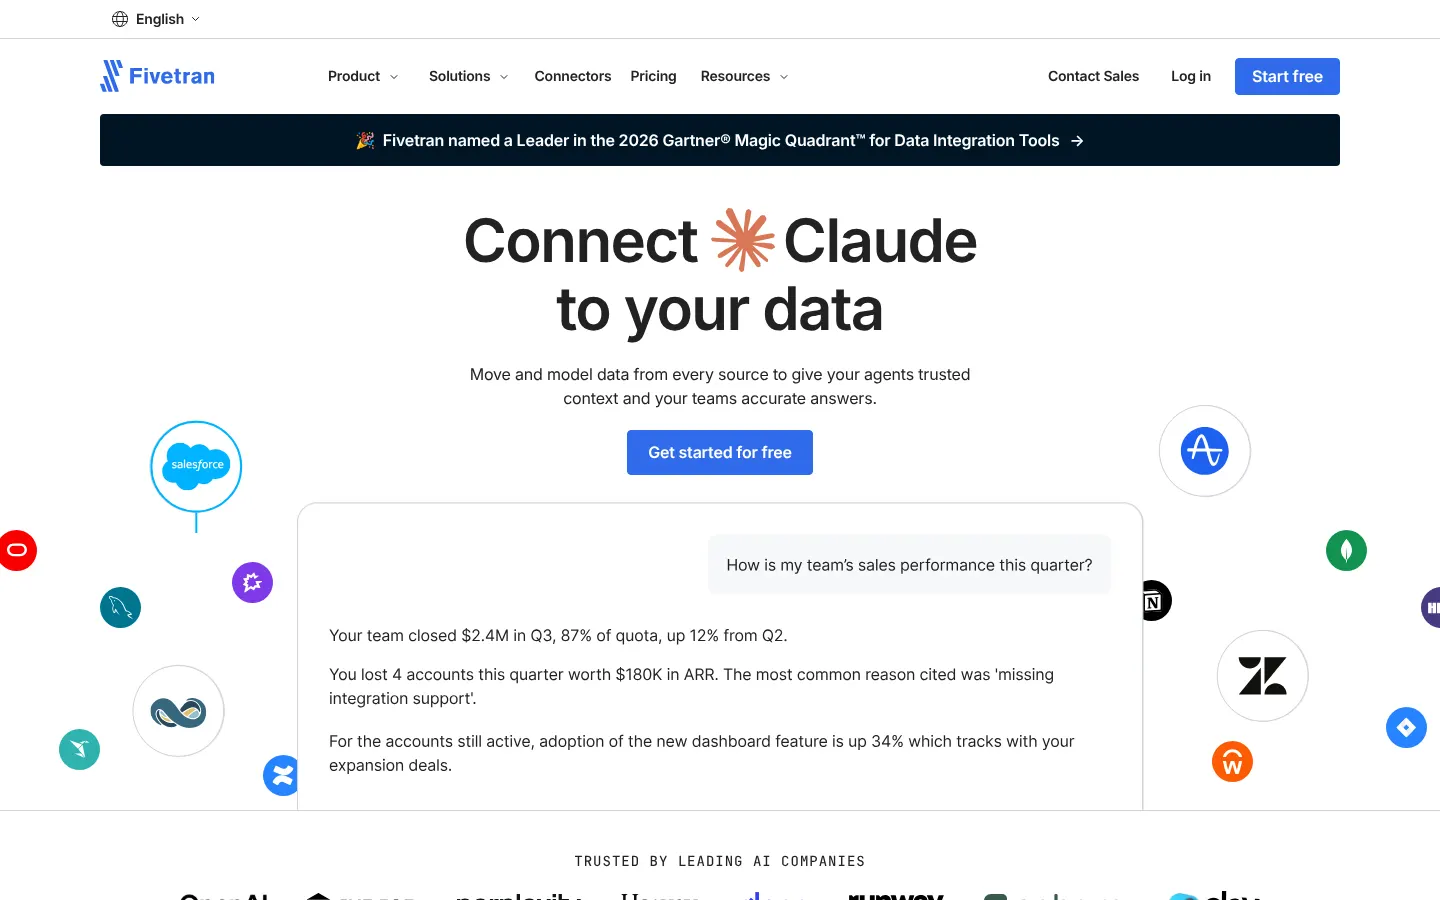 English
Fivetran
Product
Solutions
Connectors
Pricing
Resources
Contact Sales
Log in
Start free
🎉 Fivetran named a Leader in the 2026 Gartner® Magic Quadrant™ for Data Integration Tools →
Connect Claude
to your data
Move and model data from every source to give your agents trusted
context and your teams accurate answers.
Get started for free
salesforce
How is my team’s sales performance this quarter?
Your team closed $2.4M in Q3, 87% of quota, up 12% from Q2.
You lost 4 accounts this quarter worth $180K in ARR. The most common reason cited was 'missing
integration support'.
For the accounts still active, adoption of the new dashboard feature is up 34% which tracks with your
expansion deals.
TRUSTED BY LEADING AI COMPANIES
OpenAI
perplexity
runway
clay